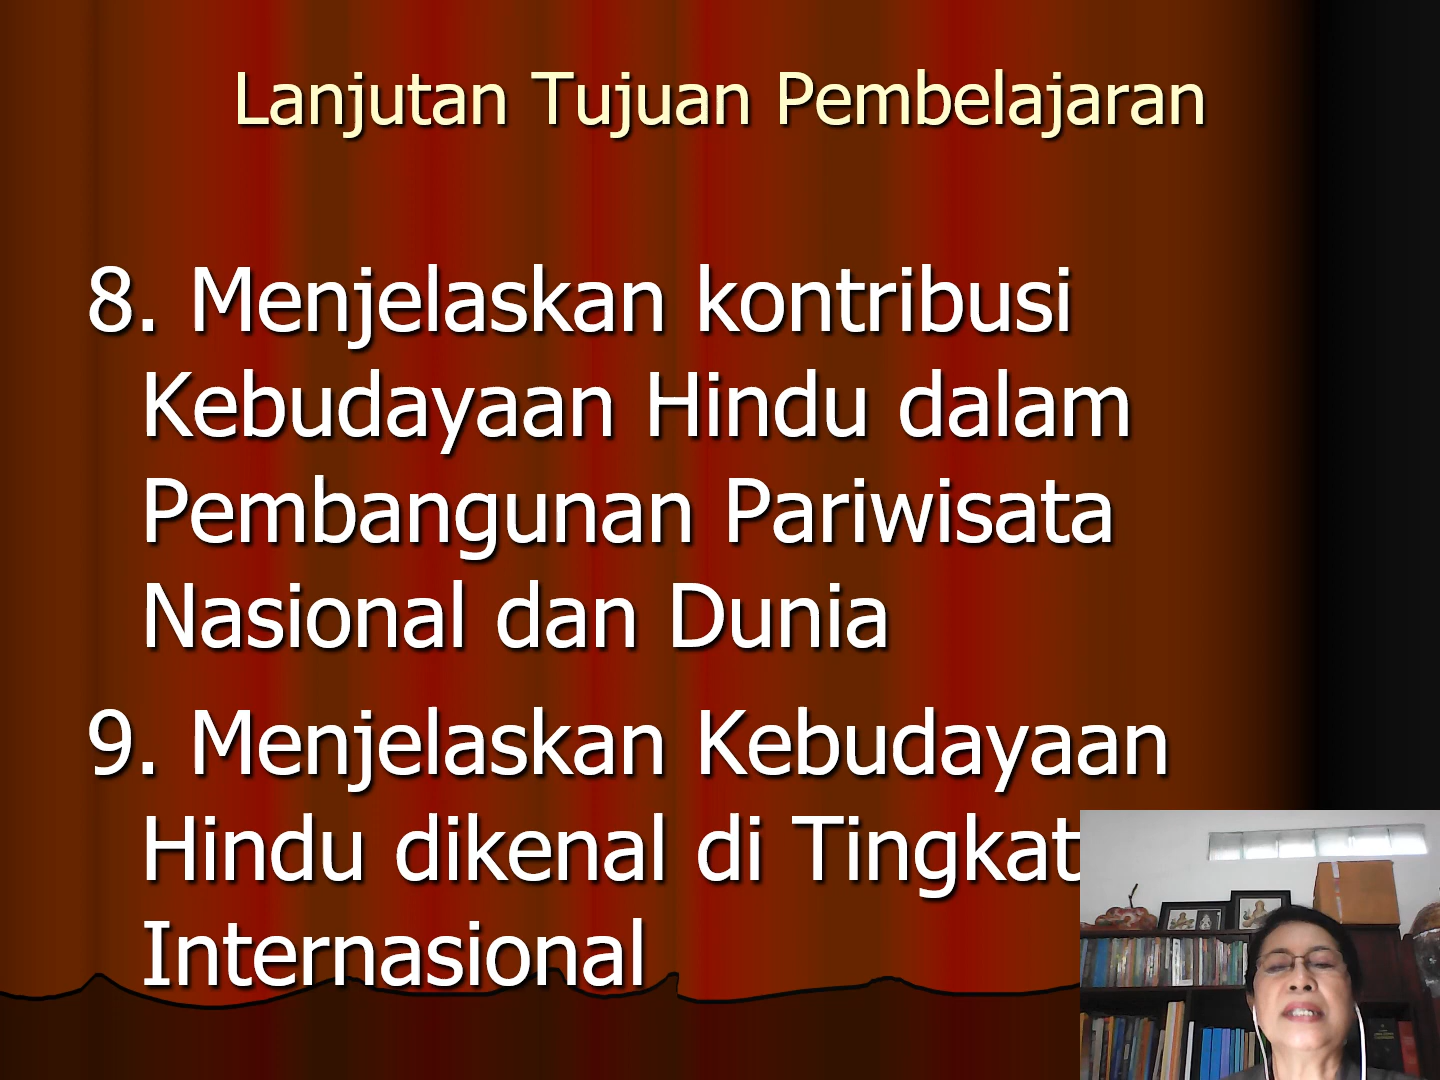 Lanjutan Tujuan Pembelajaran
8. Menjelaskan kontribusi
Kebudayaan Hindu dalam
Pembangunan Pariwisata
Nasional dan Dunia
9. Menjelaskan Kebudayaan
Hindu dikenal di Tingkat
Internasional